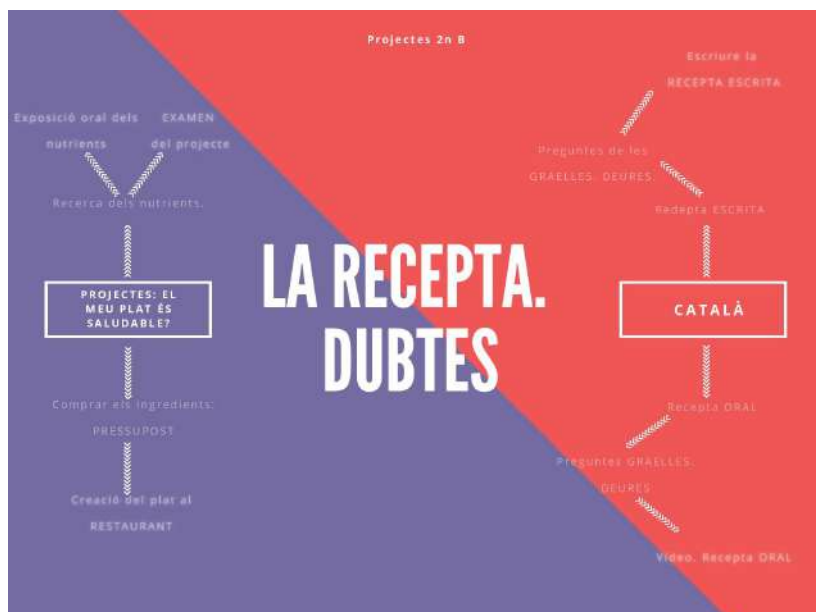 Projectes 2n B
Exposició oral dels
nutrients
EXAMEN
del projecte
Recerca dels nutrients.
PROJECTES: EL
MEU PLAT ÉS
SALUDABLE?
Comprar els ingredients:
PRESSUPOST
Creació del plat al
RESTAURANT
LA RECEPTA.
DUBTES
Escriure la
RECEPTA ESCRITA
Preguntes de les
GRAELLES. DEURES.
Redepta ESCRITA
CATALÀ
Recepta ORAL
Preguntes GRAELLES.
DEURES
Vídeo. Recepta ORAL